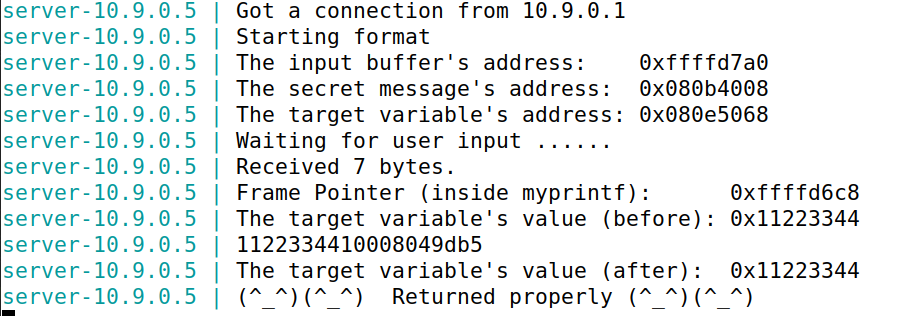 server-10.9.0.5 | Got a connection from 10.9.0.1
server-10.9.0.5 | Starting format
server-10.9.0.5 | The input buffer's address:    0xffffd7a0
server-10.9.0.5 | The secret message's address:  0x080b4008
server-10.9.0.5 | The target variable's address: 0x080e5068
server-10.9.0.5 | Waiting for user input ......
server-10.9.0.5 | Received 7 bytes.
server-10.9.0.5 | Frame Pointer (inside myprintf):      0xffffd6c8
server-10.9.0.5 | The target variable's value (before): 0x11223344
server-10.9.0.5 | 1122334410008049db5
server-10.9.0.5 | The target variable's value (after):  0x11223344
server-10.9.0.5 | (^_^)(^_^)  Returned properly (^_^)(^_^)